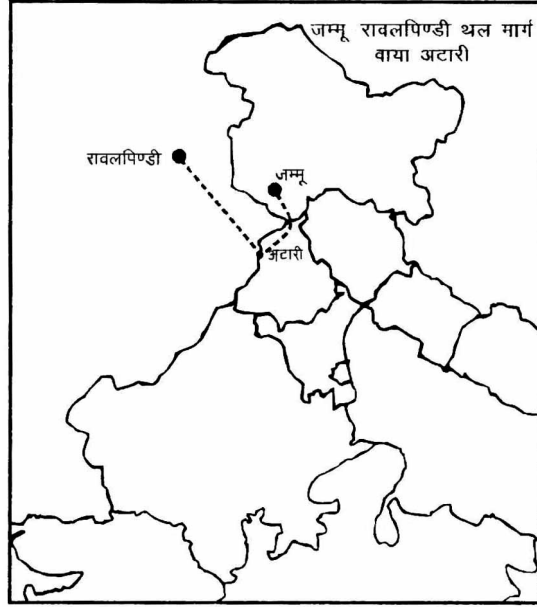 जम्मू रावलपिण्डी थल मार्ग
वाया अटारी
रावलपिण्डी
जम्मू
अटारी